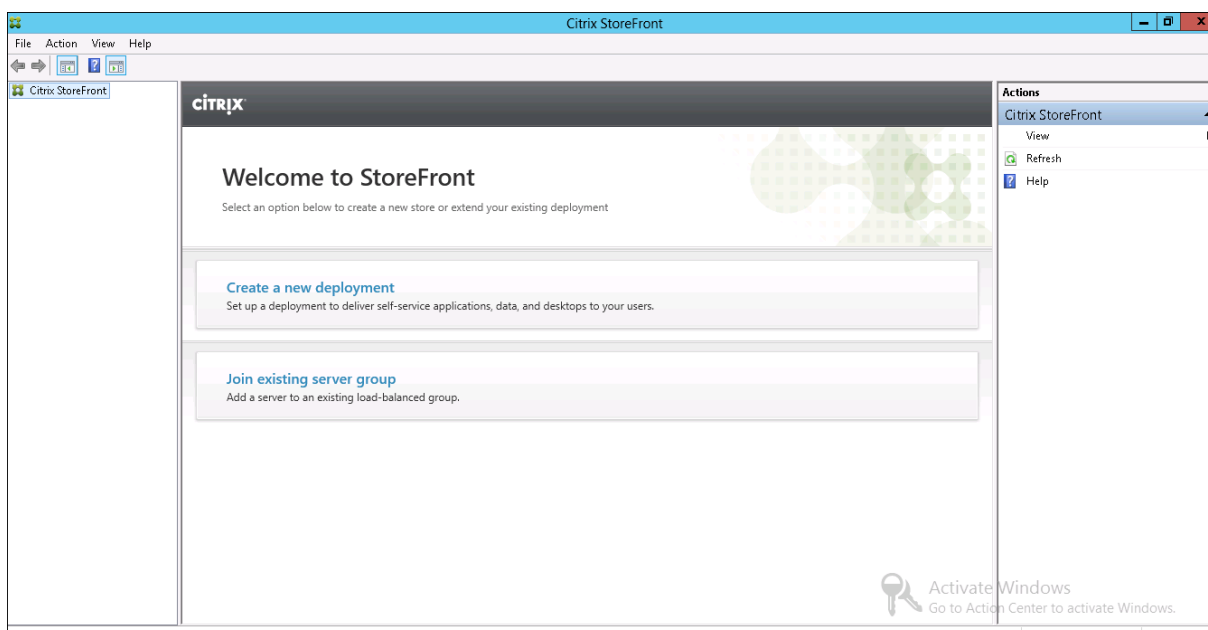 Citrix StoreFront
File Action View Help
Citrix StoreFront
CITRIX
Welcome to StoreFront
Select an option below to create a new store or extend your existing deployment
Create a new deployment
Set up a deployment to deliver self-service applications, data, and desktops to your users.
Join existing server group
Add a server to an existing load-balanced group.
Actions
Citrix StoreFront
View
Refresh
Help
Activate Windows
Go to Action Center to activate Windows.